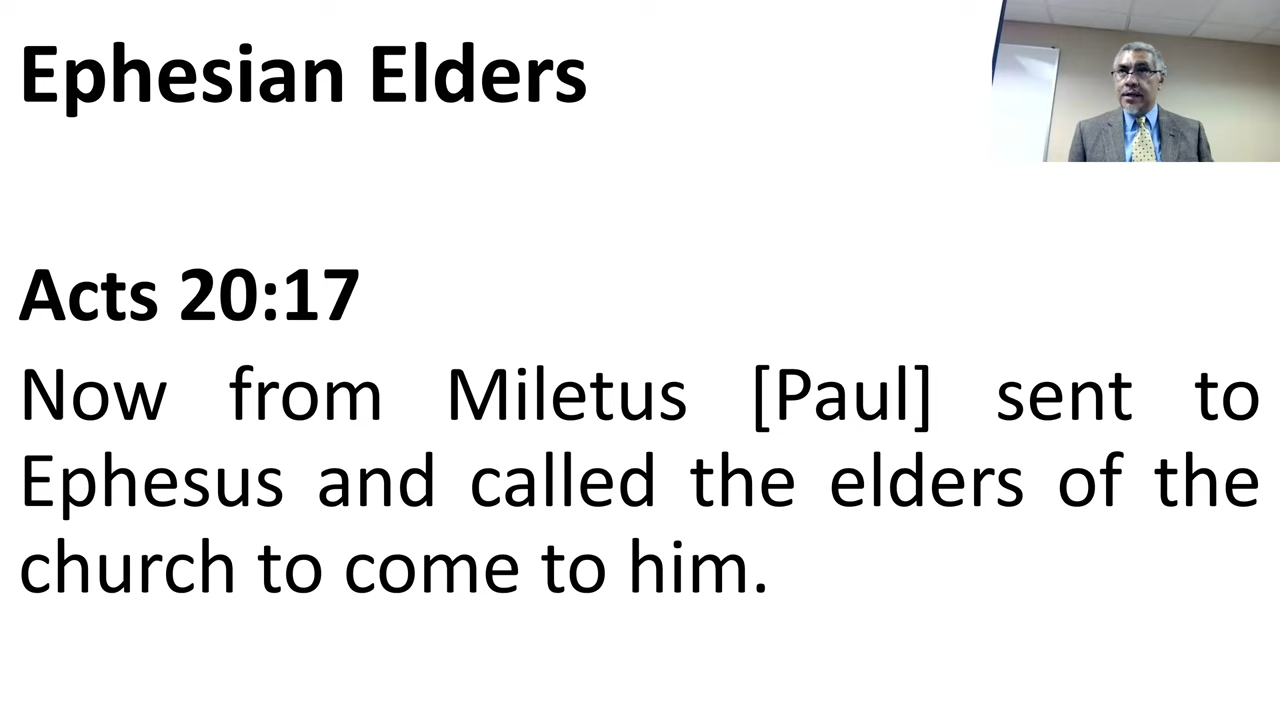 Ephesian Elders
Acts 20:17
Now from Miletus [Paul] sent to
Ephesus and called the elders of the
church to come to him.